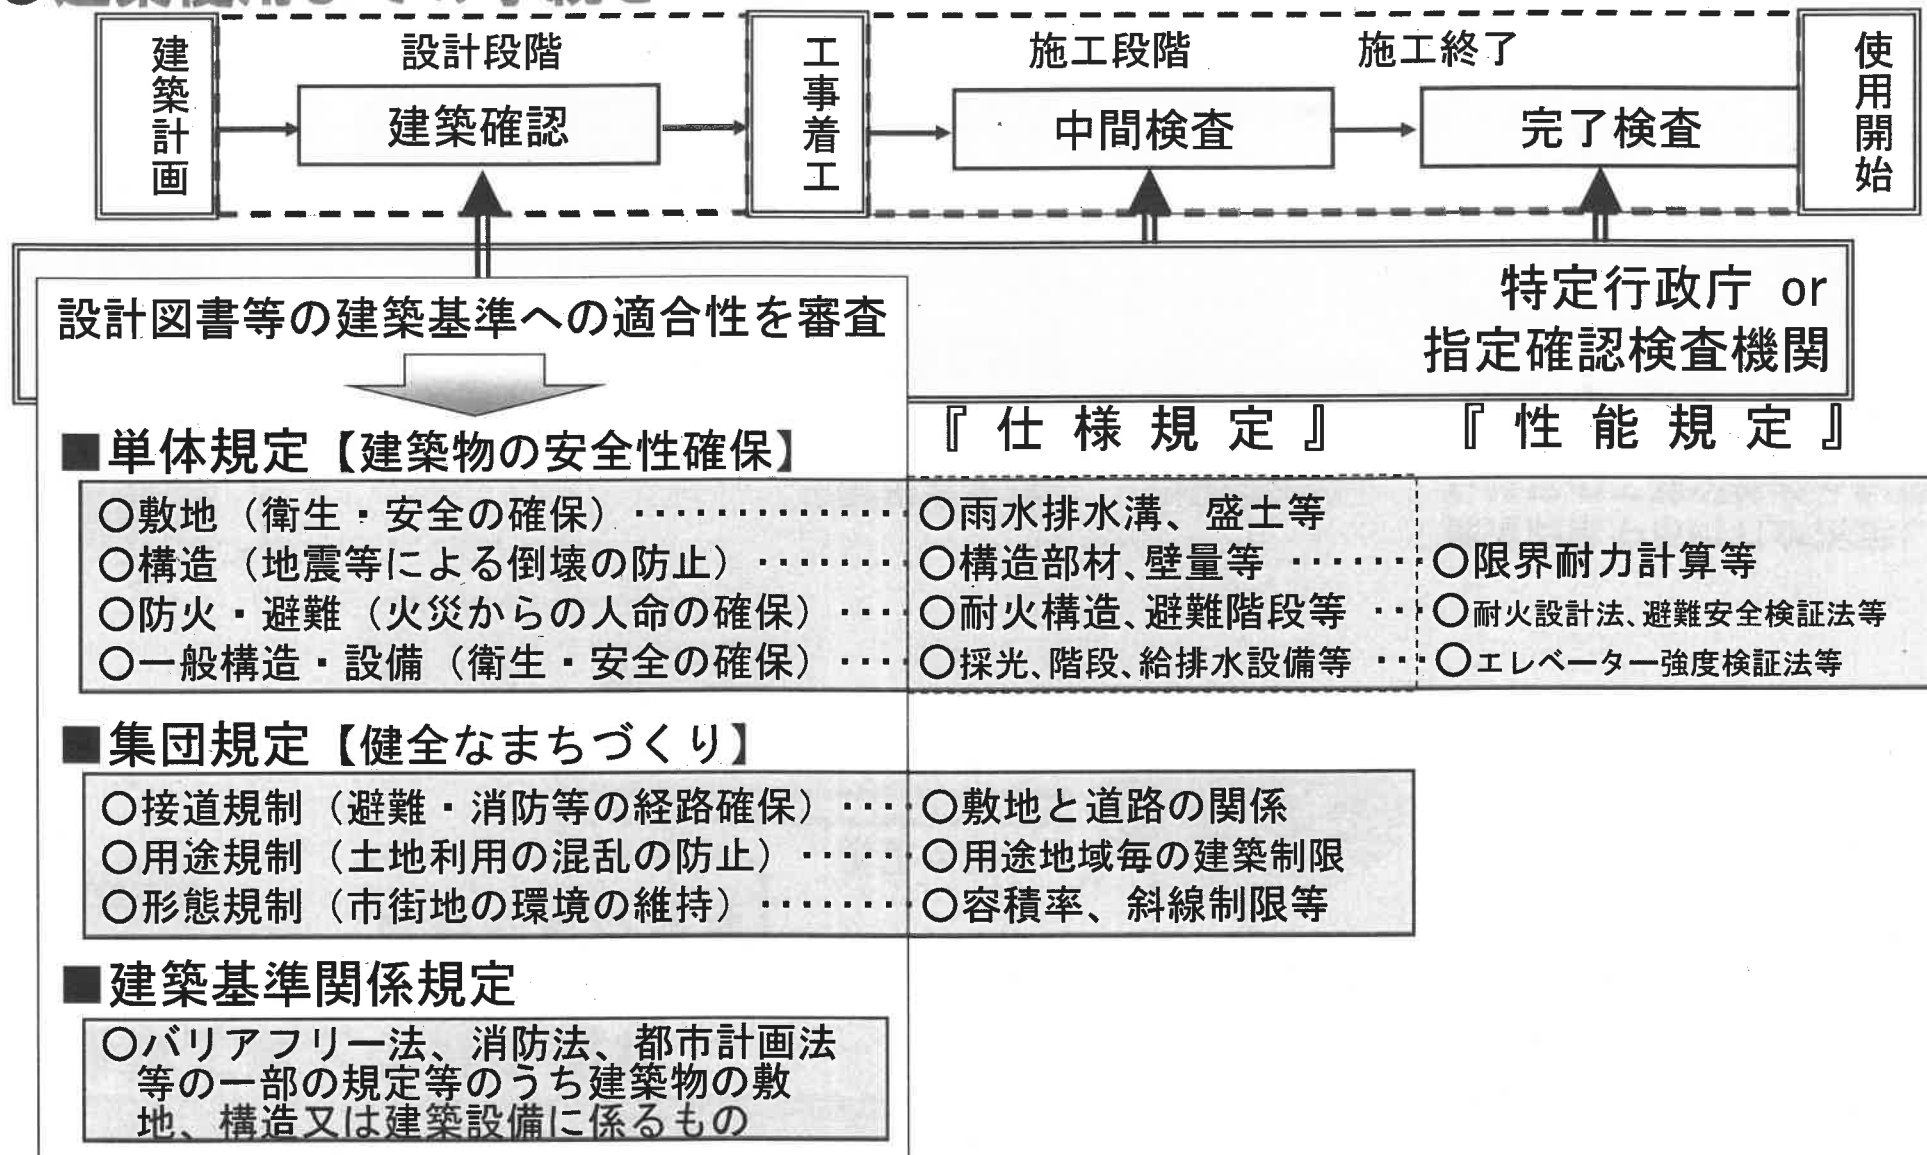 設計段階
施工段階
施工終了
建築計画
建築確認
工事着工
中間検査
完了検査
使用開始
特定行政庁 or
指定確認検査機関
設計図書等の建築基準への適合性を審査
『仕様規定』
『性能規定』
■単体規定【建築物の安全性確保】
○敷地（衛生・安全の確保）・・・・・・・・・・・・・○雨水排水溝、盛土等
○構造（地震等による倒壊の防止）・・・・・・・・○構造部材、壁量等・・・・・・○限界耐力計算等
○防火・避難（火災からの人命の確保）・・・・○耐火構造、避難階段等・・・○耐火設計法、避難安全検証法等
○一般構造・設備（衛生・安全の確保）・・・・○採光、階段、給排水設備等・・・○エレベーター強度検証法等
■集団規定【健全なまちづくり】
○接道規制（避難・消防等の経路確保）・・・・○敷地と道路の関係
○用途規制（土地利用の混乱の防止）・・・・・・○用途地域毎の建築制限
○形態規制（市街地の環境の維持）・・・・・・・・○容積率、斜線制限等
■建築基準関係規定
○バリアフリー法、消防法、都市計画法
等の一部の規定等のうち建築物の敷
地、構造又は建築設備に係るもの